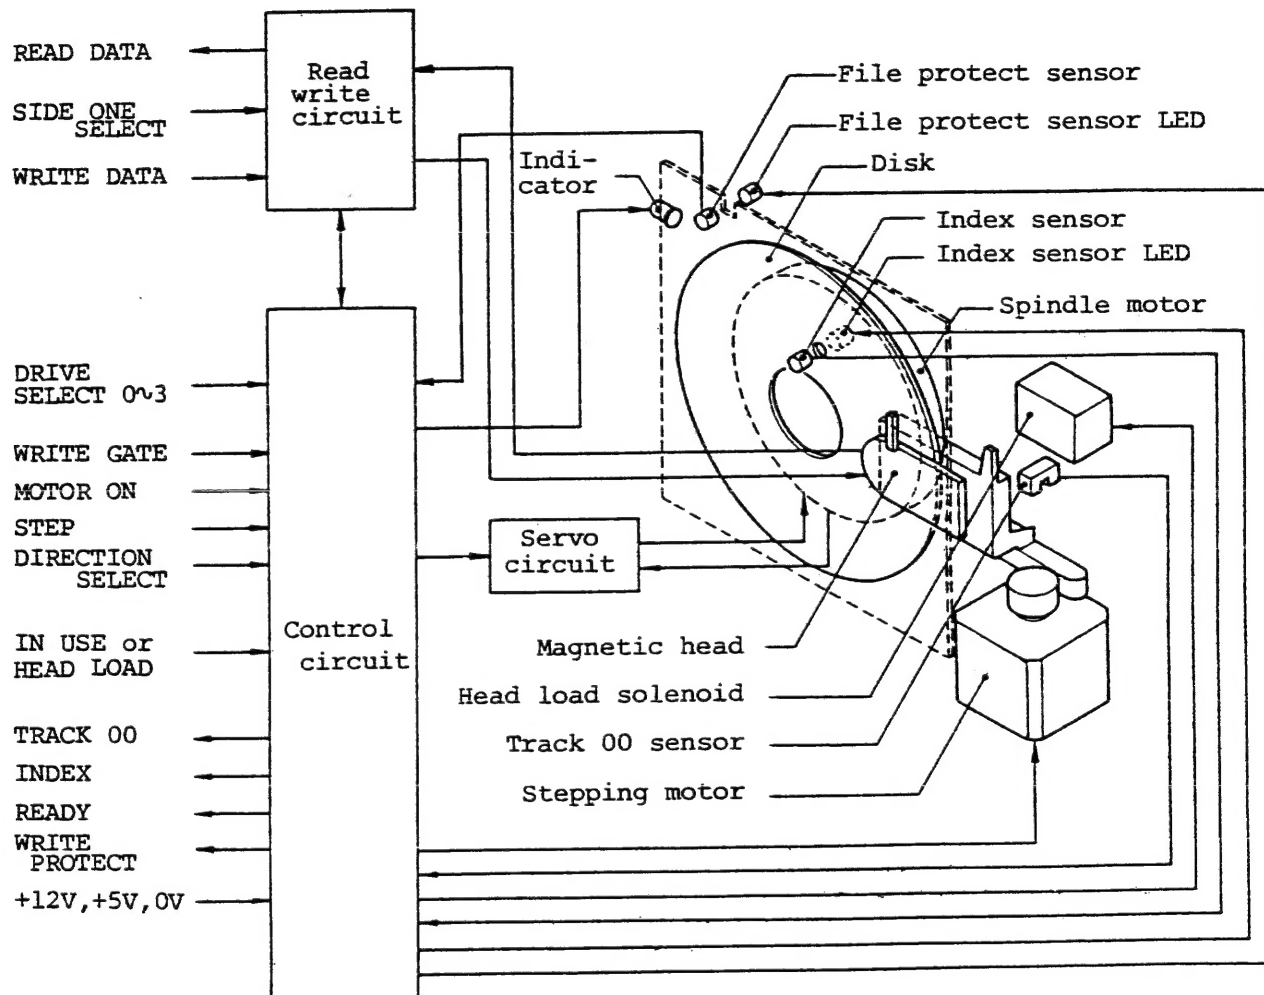 READ DATA
SIDE ONE
SELECT
WRITE DATA
Read
write
circuit
File protect sensor
File protect sensor LED
Indi-
cator
Disk
Index sensor
Index sensor LED
Spindle motor
DRIVE
SELECT 0~3
WRITE GATE
MOTOR ON
STEP
DIRECTION
SELECT
IN USE or
HEAD LOAD
TRACK 00
INDEX
READY
WRITE
PROTECT
+12V,+5V,0V
Control
circuit
Servo
circuit
Magnetic head
Head load solenoid
Track 00 sensor
Stepping motor